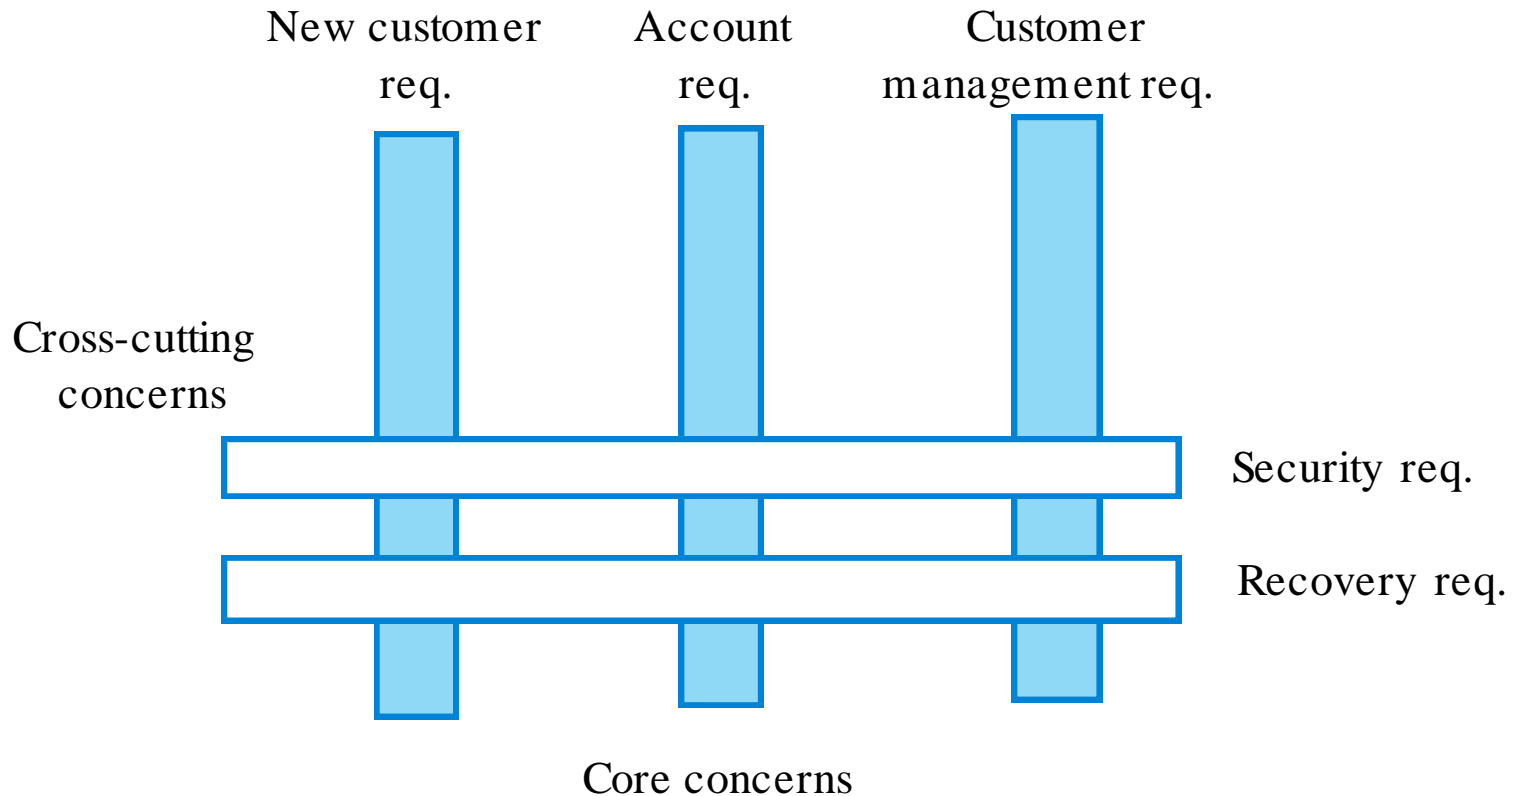 New customer
req.
Account
req.
Customer
management req.
Cross-cutting
concerns
Security req.
Recovery req.
Core concerns